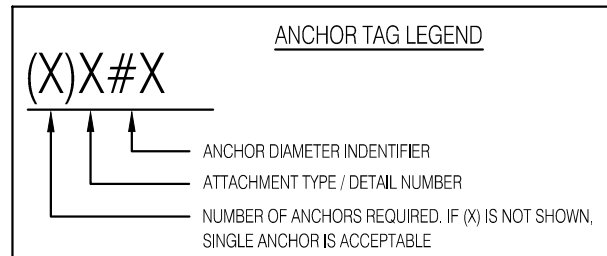 ANCHOR TAG LEGEND
(X)X#X
ANCHOR DIAMETER INDENTIFIER
ATTACHMENT TYPE / DETAIL NUMBER
NUMBER OF ANCHORS REQUIRED. IF (X) IS NOT SHOWN,
SINGLE ANCHOR IS ACCEPTABLE